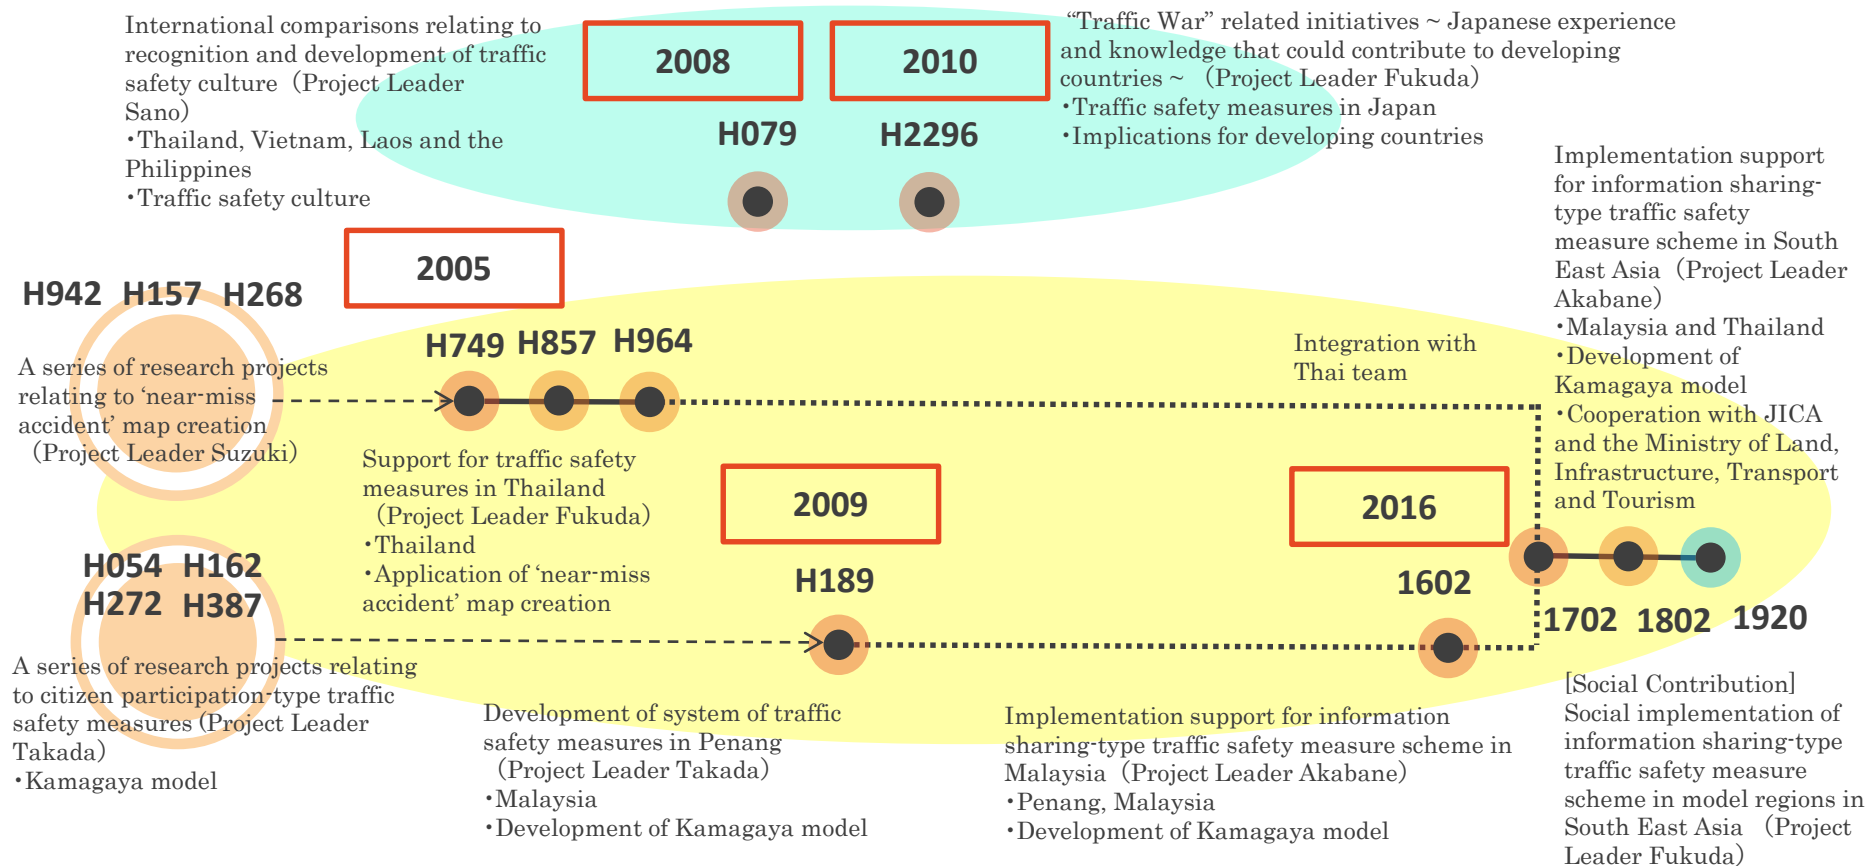 International comparisons relating to
recognition and development of traffic
safety culture（Project Leader
Sano）
・Thailand, Vietnam, Laos and the
Philippines
・Traffic safety culture
2008
2010
H079
H2296
“Traffic War” related initiatives ~ Japanese experience
and knowledge that could contribute to developing
countries ~ （Project Leader Fukuda）
・Traffic safety measures in Japan
・Implications for developing countries
2005
H942 H157 H268
A series of research projects
relating to ‘near-miss
accident’ map creation
（Project Leader Suzuki）
H749 H857 H964
Support for traffic safety
measures in Thailand
（Project Leader Fukuda）
・Thailand
・Application of ‘near-miss
accident’ map creation
Integration with
Thai team
Implementation support
for information sharing-
type traffic safety
measure scheme in South
East Asia（Project Leader
Akabane）
・Malaysia and Thailand
・Development of
Kamagaya model
・Cooperation with JICA
and the Ministry of Land,
Infrastructure, Transport
and Tourism
2009
H189
2016
1602
1702 1802 1920
H054 H162
H272 H387
A series of research projects relating
to citizen participation-type traffic
safety measures (Project Leader
Takada）
・Kamagaya model
Development of system of traffic
safety measures in Penang
（Project Leader Takada）
・Malaysia
・Development of Kamagaya model
Implementation support for information
sharing-type traffic safety measure scheme in
Malaysia（Project Leader Akabane）
・Penang, Malaysia
・Development of Kamagaya model
[Social Contribution]
Social implementation of
information sharing-type
traffic safety measure
scheme in model regions in
South East Asia （Project
Leader Fukuda）